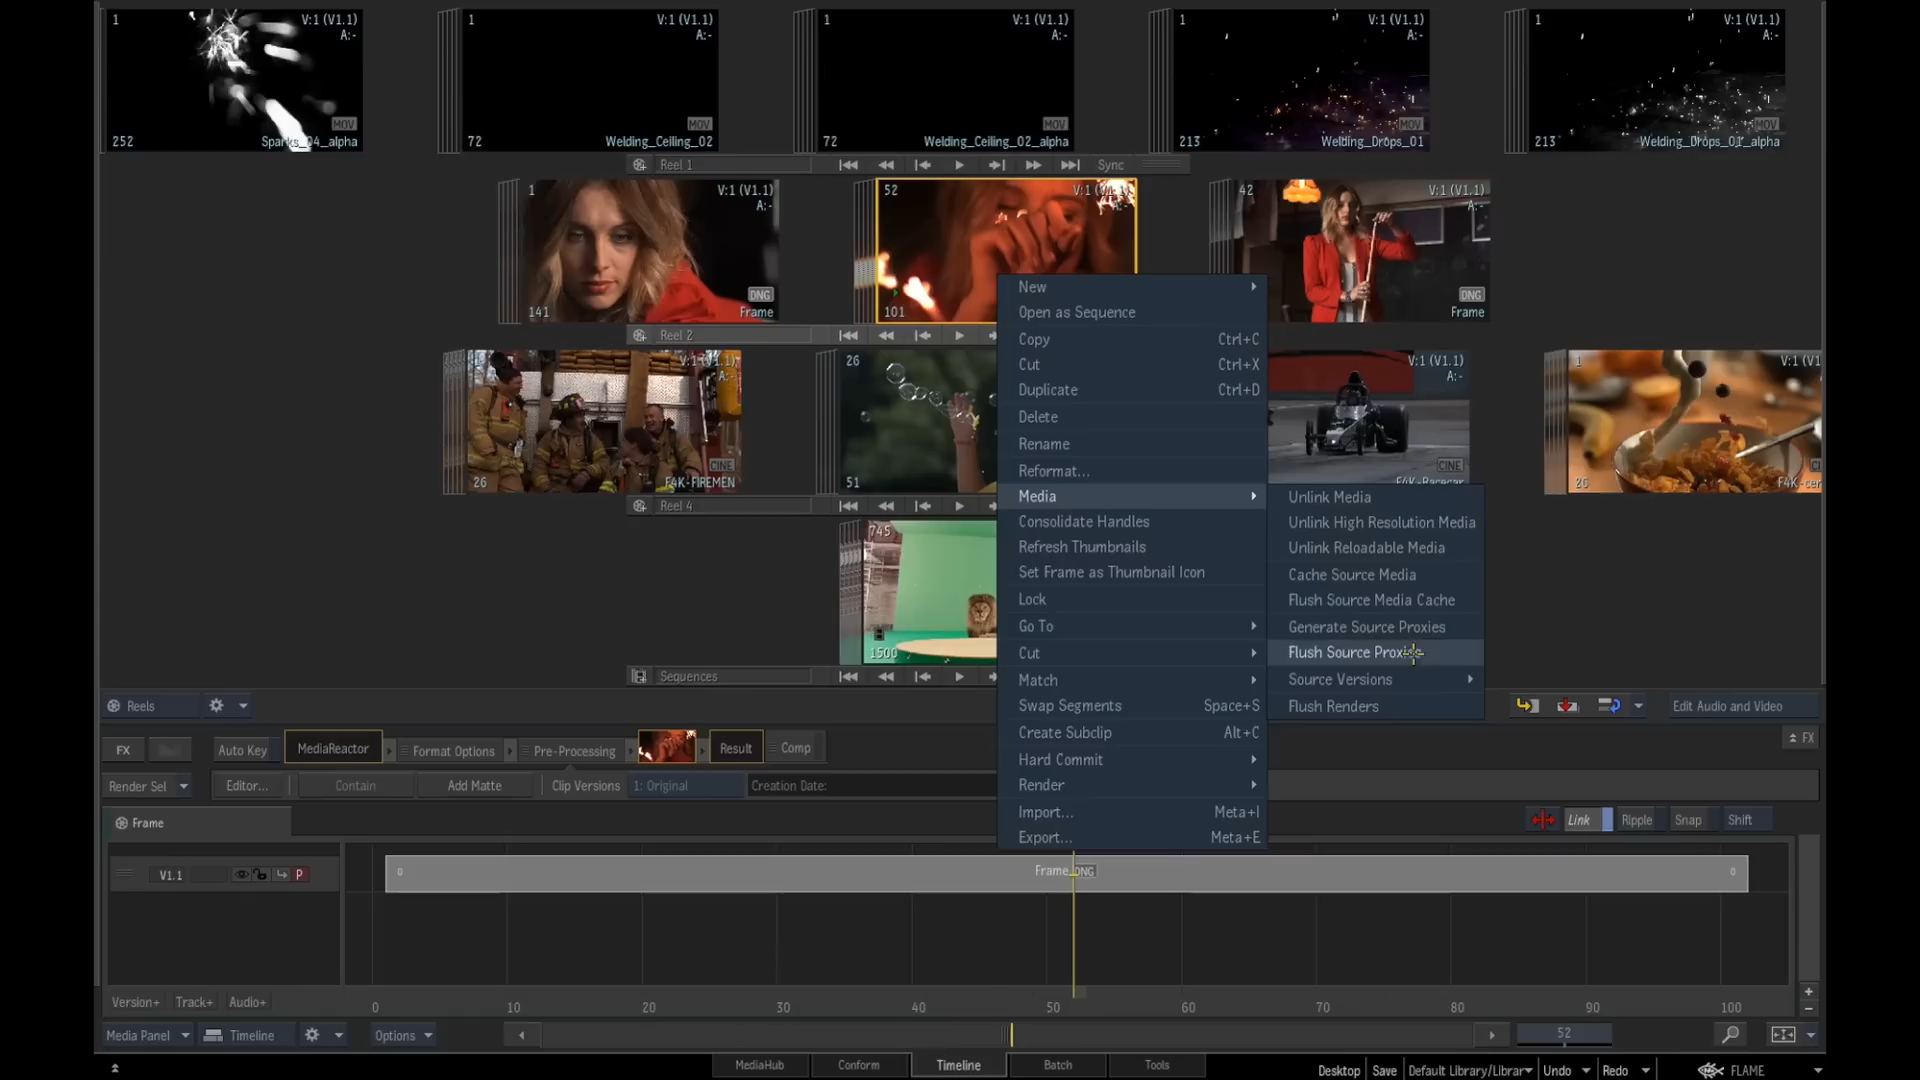 1 V:1 (V1.1) 1 V:1 (V1.1) 1 V:1 (V1.1) 1 V:1 (V1.1) 1 V:1 (V1.1)
A:- A:- A:- A:- A:-
MOV MOV MOV MOV MOV
252 Sparks_04_alpha 72 Welding_Ceiling_02 72 Welding_Ceiling_02_alpha 213 Welding_Drops_01 213 Welding_Drops_01_alpha
Reel 1 Sync
1 V:1 (V1.1) 52 V:1 (V1.1) 42 V:1 (V1.1)
A:- A:- A:-
DNG DNG
141 Frame 101 Frame
Reel 2
V:1 (V1.1) 26 V:1 (V1.1) 1 V:1 (V1
A:- A:-
CINE CINE
26 F4K-FIREMEN 51 F4K-Racecar 26
Reel 4
745
1500
Sequences
New
Open as Sequence
Copy Ctrl+C
Cut Ctrl+X
Duplicate Ctrl+D
Delete
Rename
Reformat...
Media
Consolidate Handles
Refresh Thumbnails
Set Frame as Thumbnail Icon
Lock
Go To
Cut
Match
Swap Segments Space+S
Create Subclip Alt+C
Hard Commit
Render
Import... Meta+I
Export... Meta+E
Unlink Media
Unlink High Resolution Media
Unlink Reloadable Media
Cache Source Media
Flush Source Media Cache
Generate Source Proxies
Flush Source Proxies
Source Versions
Flush Renders
Reels Edit Audio and Video
FX Auto Key MediaReactor Format Options Pre-Processing Result Comp FX
Render Sel Editor... Contain Add Matte Clip Versions 1: Original Creation Date:
Frame Link Ripple Snap Shift
V1.1 P 0 Frame DNG 0
Version+ Track+ Audio+ 0 10 20 30 40 50 60 70 80 90 100
Media Panel Timeline Options 52
MediaHub Conform Timeline Batch Tools
Desktop Save Default Library/Librar Undo Redo FLAME